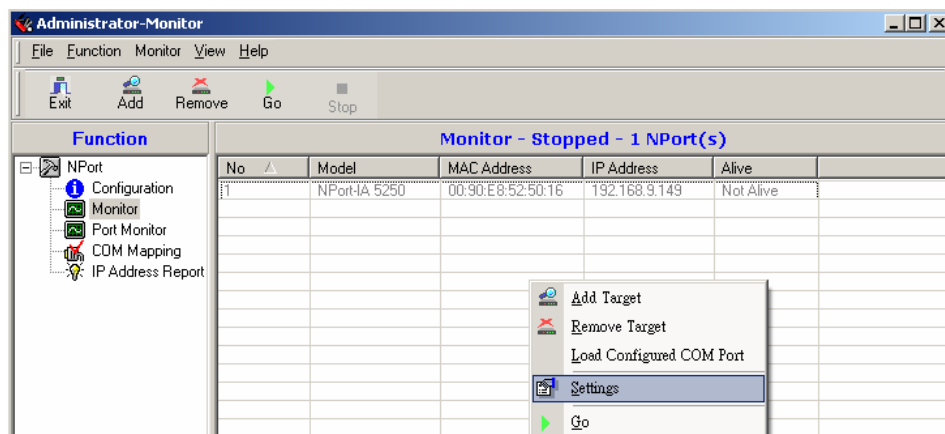 Administrator-Monitor
File Function Monitor View Help
Exit Add Remove Go Stop
Function
Monitor - Stopped - 1 NPort(s)
NPort
Configuration
Monitor
Port Monitor
COM Mapping
IP Address Report
No Model MAC Address IP Address Alive
1 NPort-IA 5250 00:90:E8:52:50:16 192.168.9.149 Not Alive
Add Target
Remove Target
Load Configured COM Port
Settings
Go